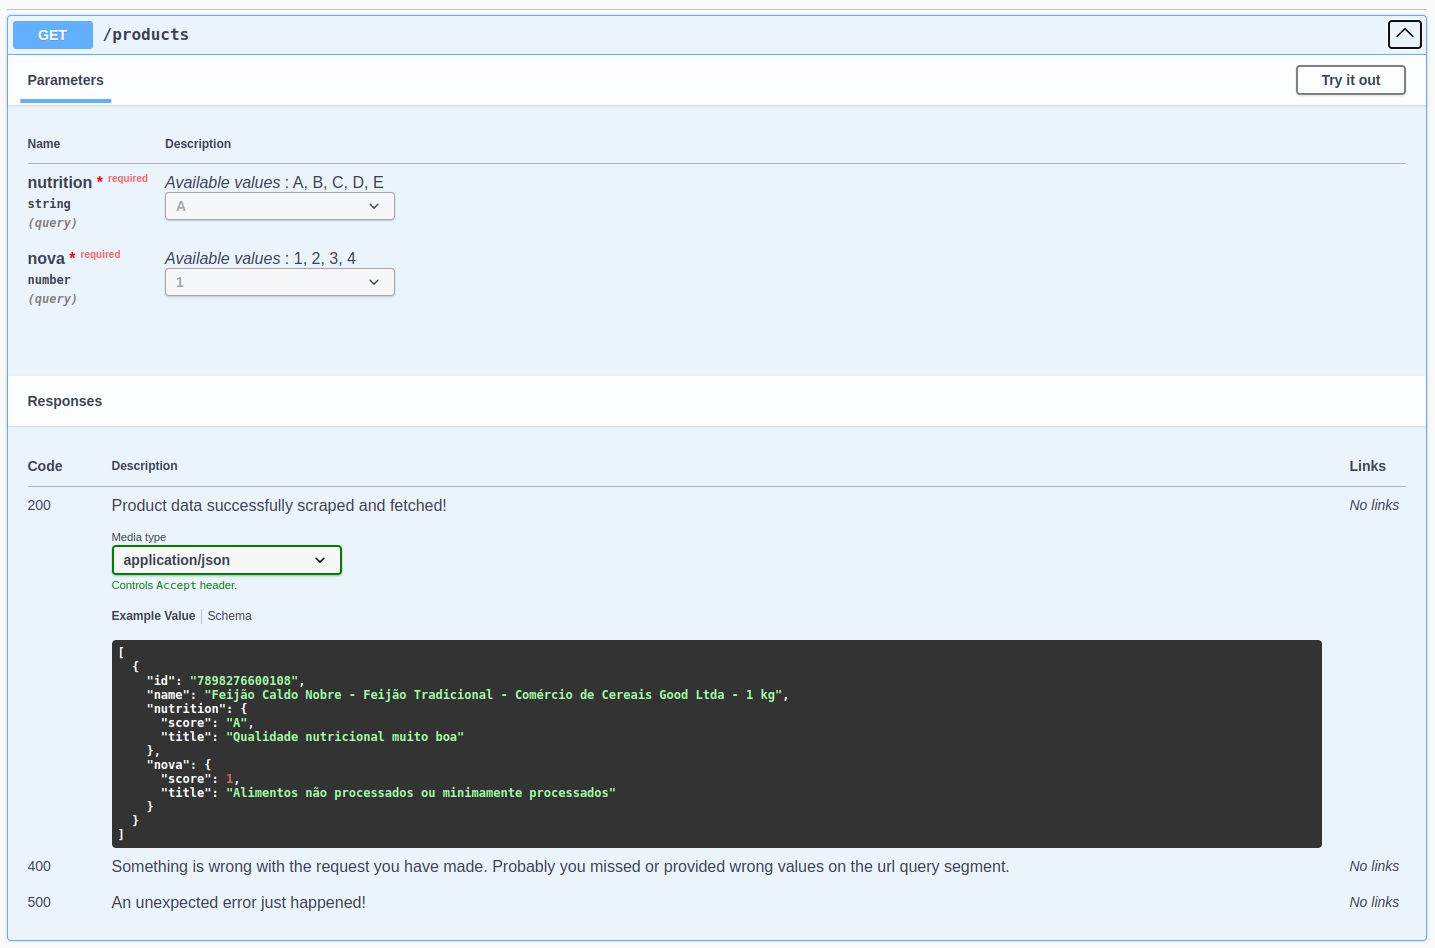 GET /products
Parameters
Try it out
Name Description
nutrition * required Available values : A, B, C, D, E
string A
(query)
nova * required Available values : 1, 2, 3, 4
number 1
(query)
Responses
Code Description Links
200 Product data successfully scraped and fetched! No links
Media type
application/json
Controls Accept header.
Example Value Schema
[
  {
    "id": "7898276600108",
    "name": "Feijão Caldo Nobre - Feijão Tradicional - Comércio de Cereais Good Ltda - 1 kg",
    "nutrition": {
      "score": "A",
      "title": "Qualidade nutricional muito boa"
    },
    "nova": {
      "score": 1,
      "title": "Alimentos não processados ou minimamente processados"
    }
  }
]
400 Something is wrong with the request you have made. Probably you missed or provided wrong values on the url query segment. No links
500 An unexpected error just happened! No links